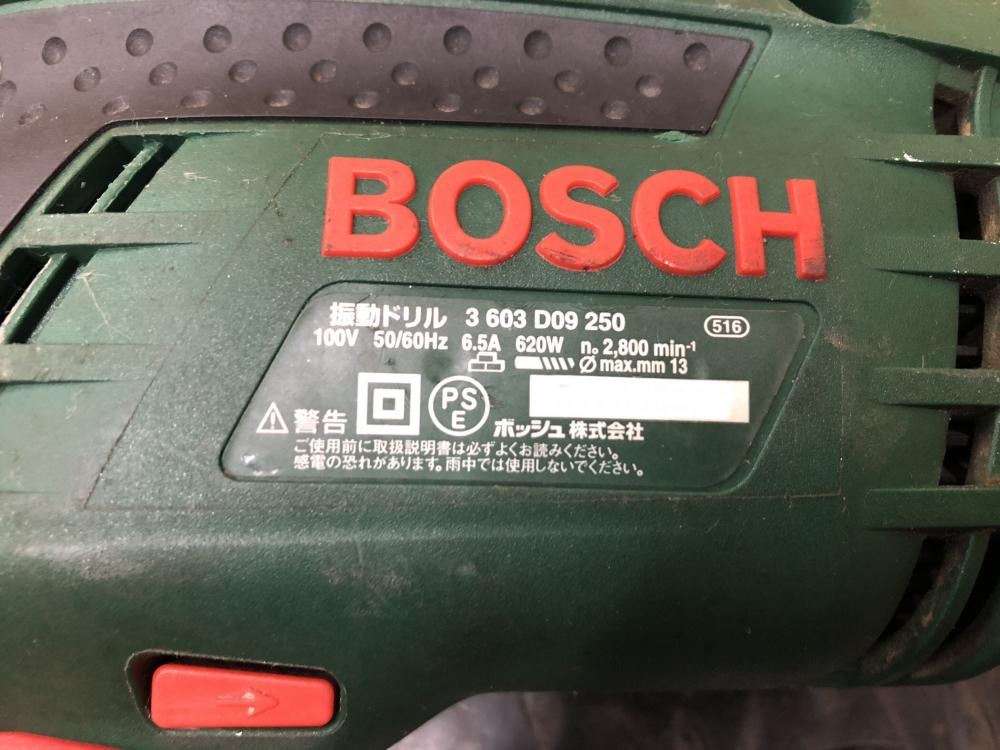 BOSCH
振動ドリル 3 603 D09 250 516
100V 50/60Hz 6.5A 620W n₀ 2,800 min⁻¹
Ø max.mm 13
警告 PSE
ボッシュ株式会社
ご使用前に取扱説明書は必ずよくお読みください。
感電の恐れがあります。雨中では使用しないでください。